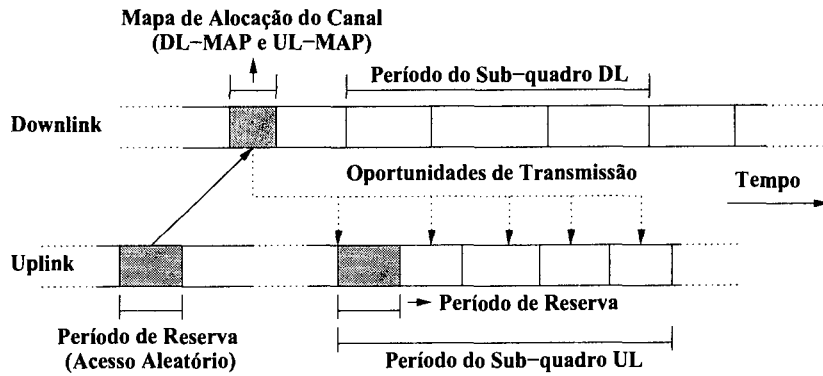 Mapa de Alocação do Canal
(DL-MAP e UL-MAP)
Período do Sub-quadro DL
Downlink
Oportunidades de Transmissão
Tempo
Uplink
Período de Reserva
Período de Reserva
(Acesso Aleatório)
Período do Sub-quadro UL